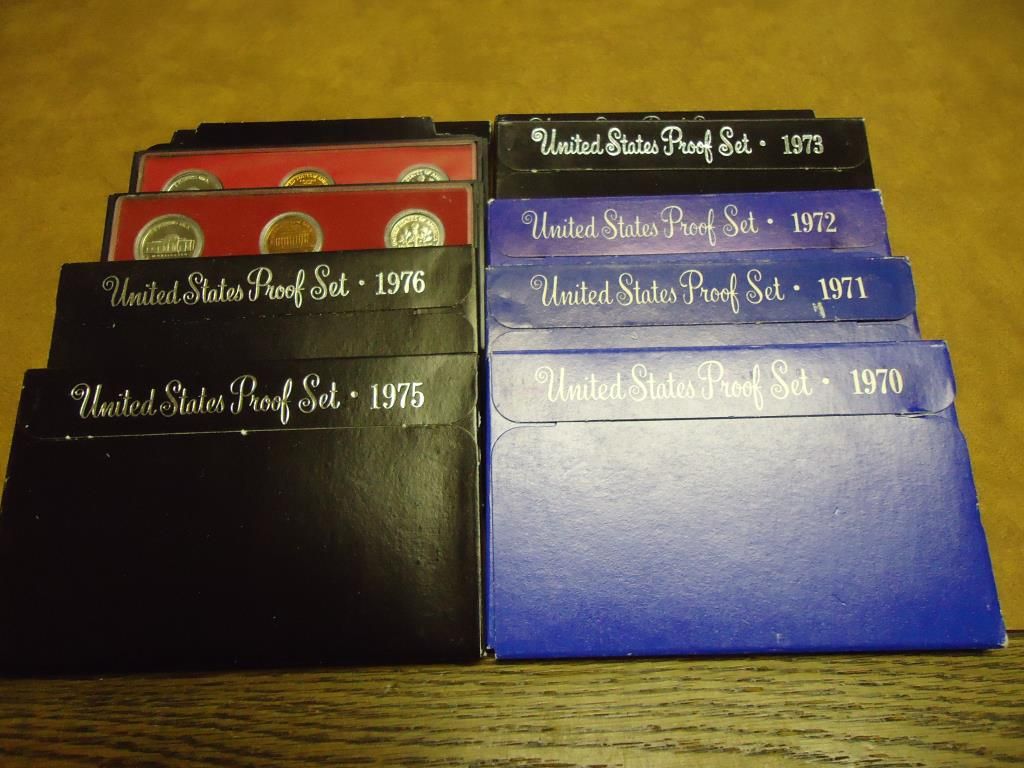 United States Proof Set • 1976
United States Proof Set • 1975
United States Proof Set • 1973
United States Proof Set • 1972
United States Proof Set • 1971
United States Proof Set • 1970